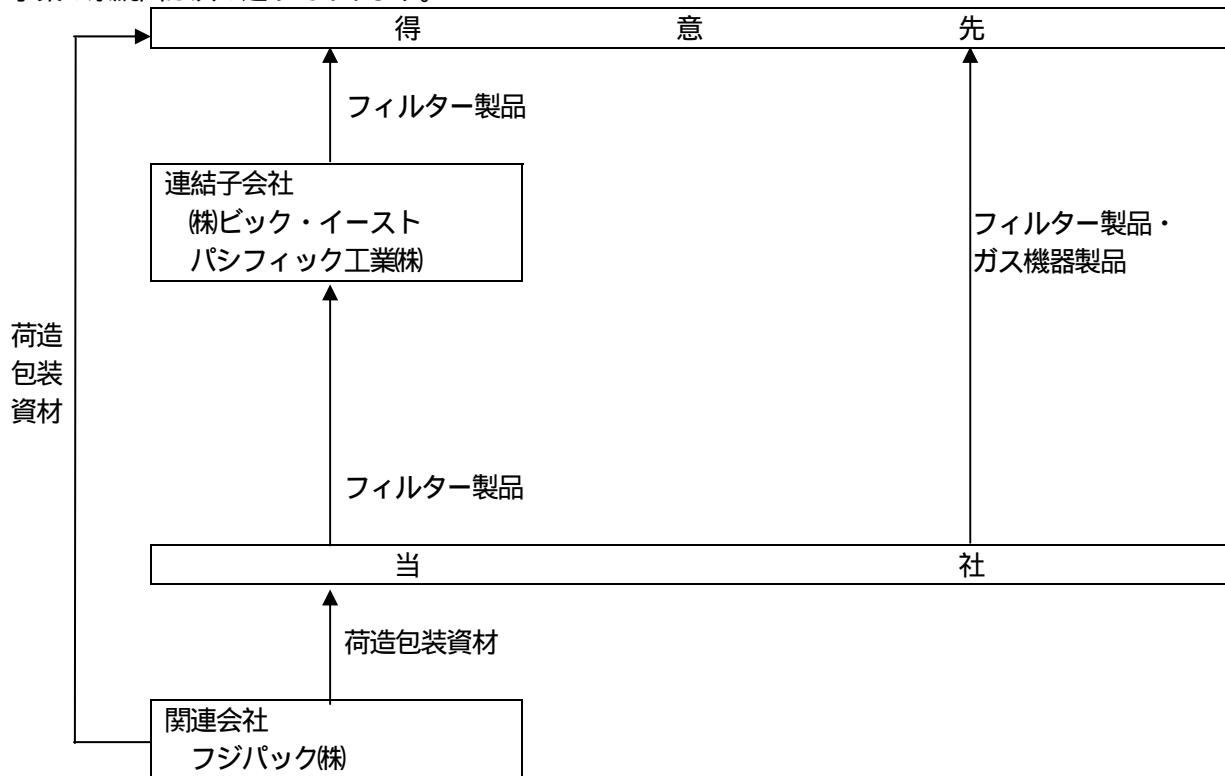 得意先
フィルター製品
連結子会社
㈱ビック・イースト
パシフィック工業㈱
フィルター製品・
ガス機器製品
荷造
包装
資材
フィルター製品
当社
荷造包装資材
関連会社
フジパック㈱